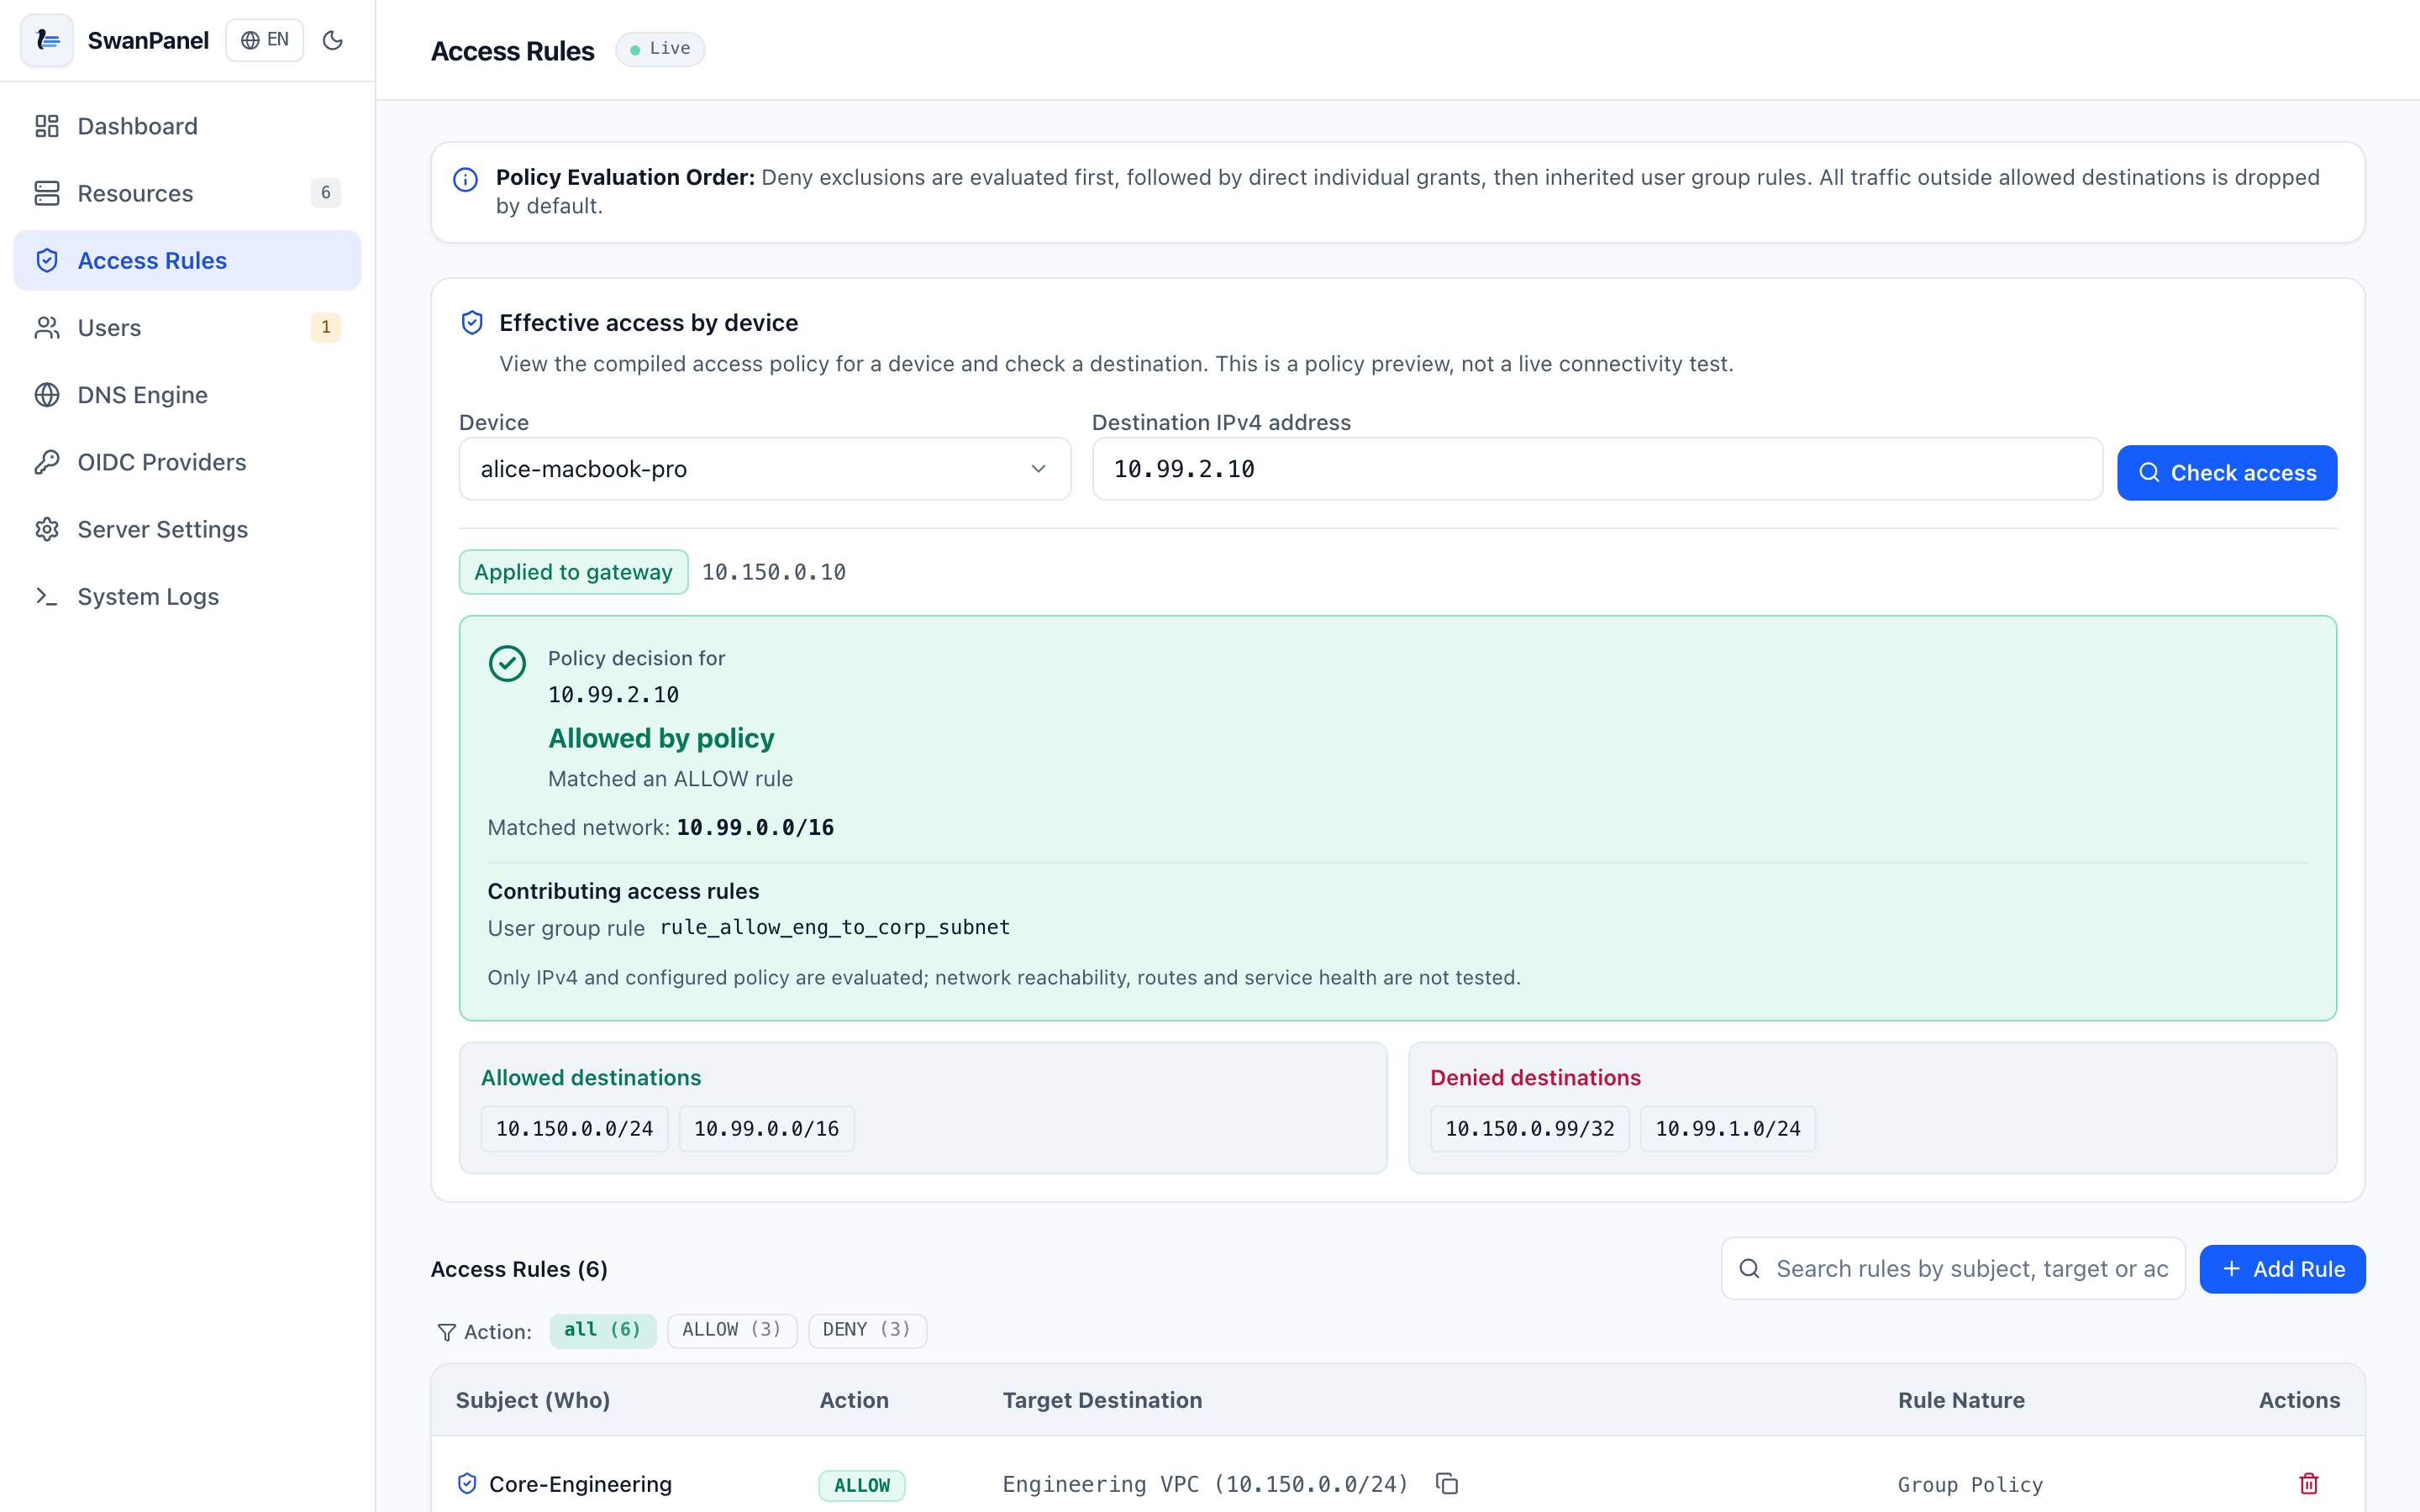 SwanPanel
EN
Dashboard
Resources
6
Access Rules
Users
1
DNS Engine
OIDC Providers
Server Settings
System Logs
Access Rules
Live
Policy Evaluation Order: Deny exclusions are evaluated first, followed by direct individual grants, then inherited user group rules. All traffic outside allowed destinations is dropped
by default.
Effective access by device
View the compiled access policy for a device and check a destination. This is a policy preview, not a live connectivity test.
Device
Destination IPv4 address
alice-macbook-pro
10.99.2.10
Check access
Applied to gateway
10.150.0.10
Policy decision for
10.99.2.10
Allowed by policy
Matched an ALLOW rule
Matched network: 10.99.0.0/16
Contributing access rules
User group rule rule_allow_eng_to_corp_subnet
Only IPv4 and configured policy are evaluated; network reachability, routes and service health are not tested.
Allowed destinations
10.150.0.0/24 10.99.0.0/16
Denied destinations
10.150.0.99/32 10.99.1.0/24
Access Rules (6)
Search rules by subject, target or ac
Add Rule
Action: all (6) ALLOW (3) DENY (3)
Subject (Who) Action Target Destination Rule Nature Actions
Core-Engineering ALLOW Engineering VPC (10.150.0.0/24) Group Policy